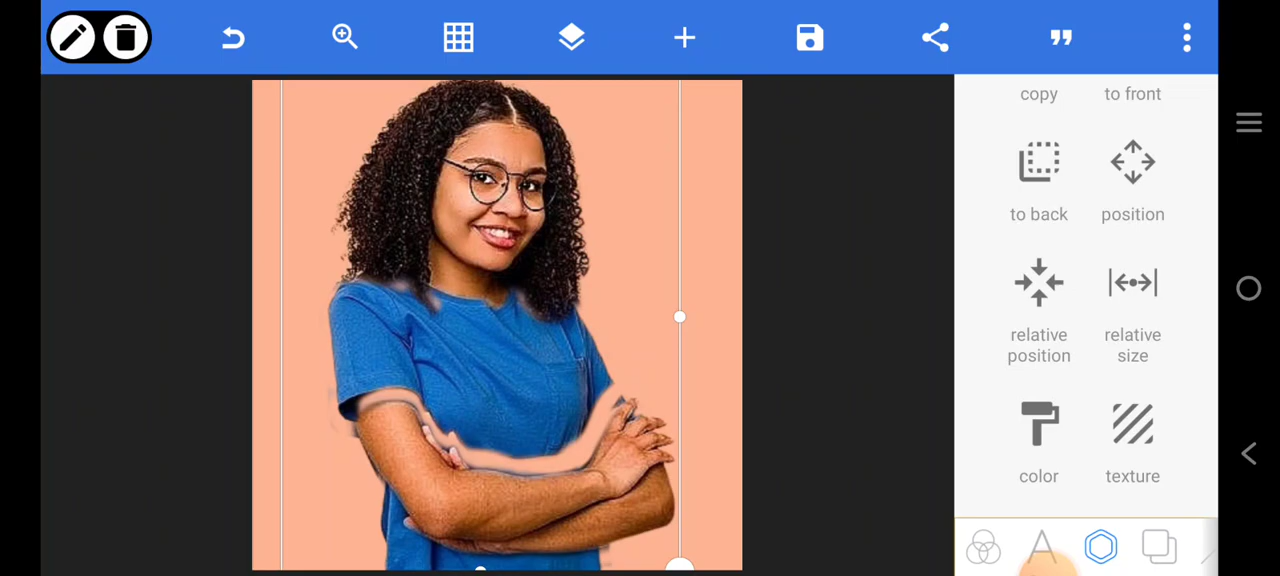 copy
to front
to back
position
relative
position
relative
size
color
texture